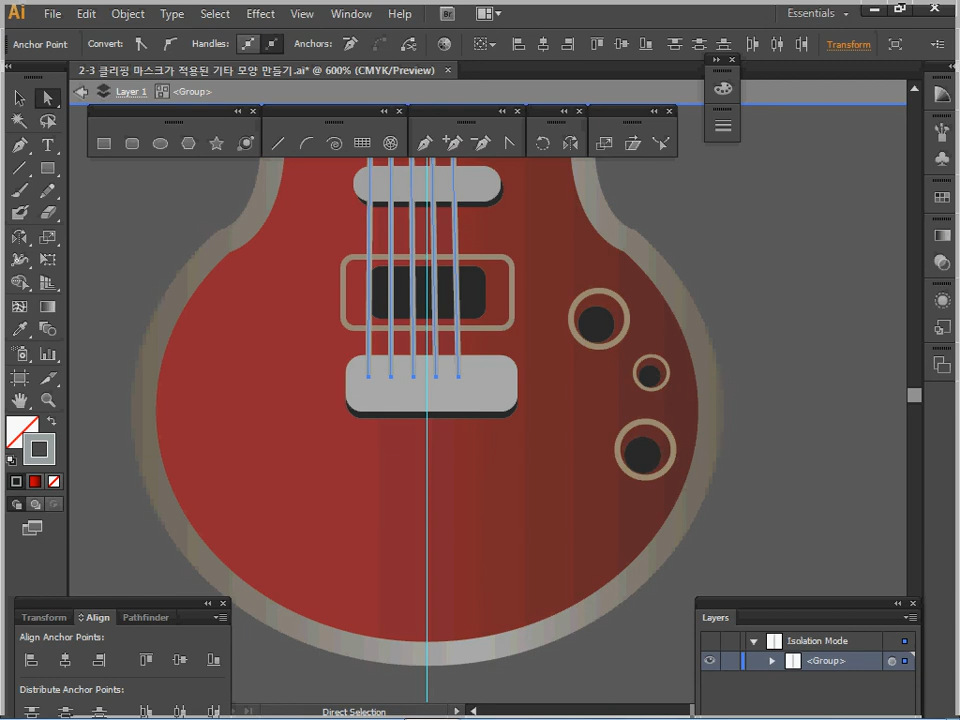 Ai File Edit Object Type Select Effect View Window Help Br Essentials
Anchor Point Convert: Handles: Anchors: Transform
2-3 클리핑 마스크가 적용된 기타 모양 만들기.ai* @ 600% (CMYK/Preview) ×
Layer 1 <Group>
T
Transform Align Pathfinder
Align Anchor Points:
Distribute Anchor Points:
Layers
Isolation Mode
<Group>
Direct Selection